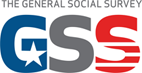 THE GENERAL SOCIAL SURVEY
GSS